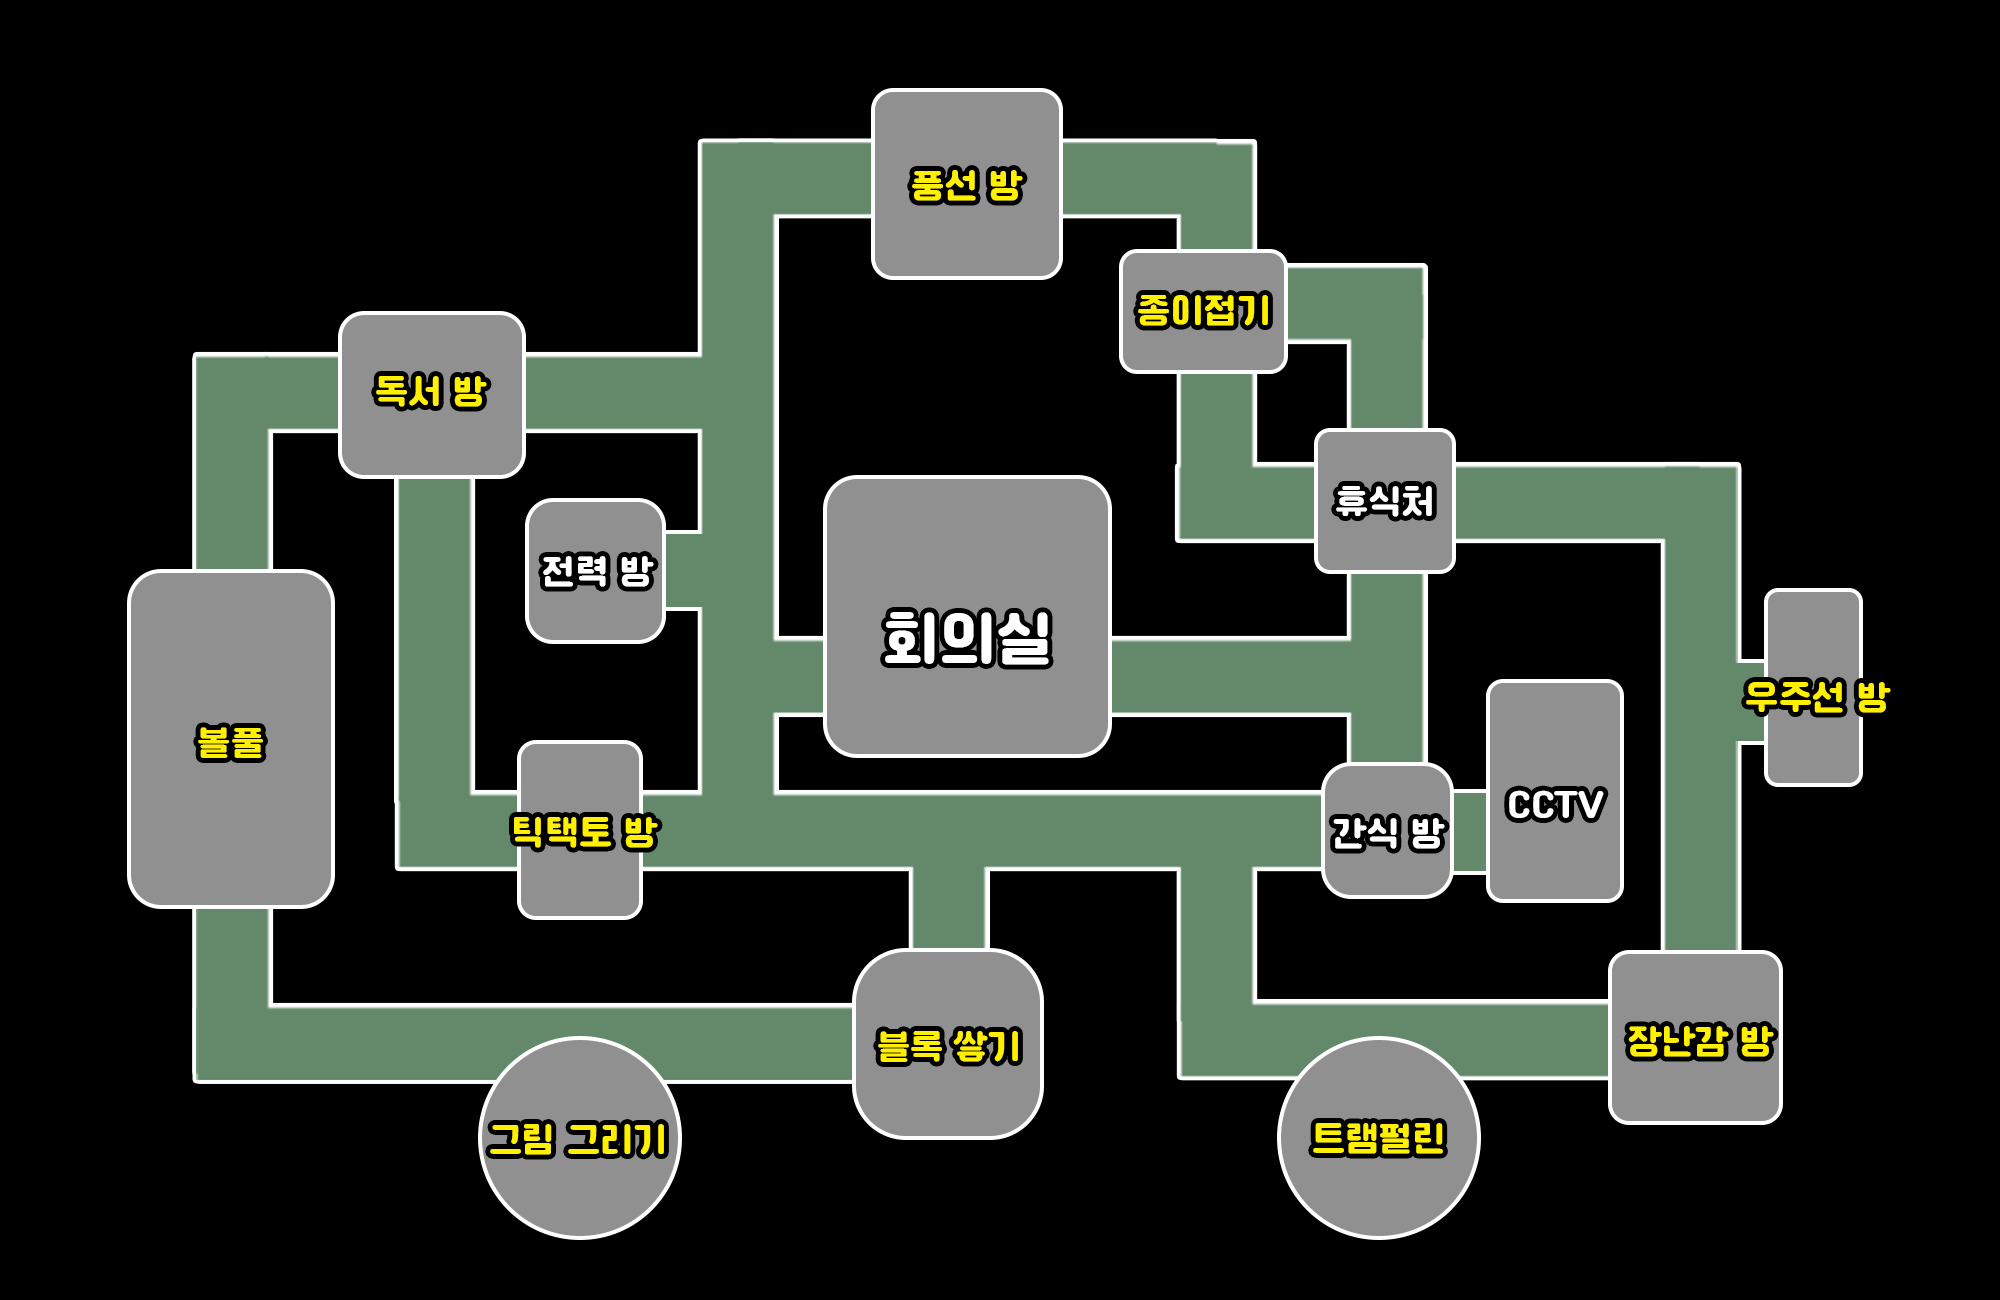 풍선 방
종이접기
독서 방
휴식처
전력 방
회의실
우주선 방
볼풀
CCTV
틱택토 방
간식 방
블록 쌓기
장난감 방
그림 그리기
트램펄린